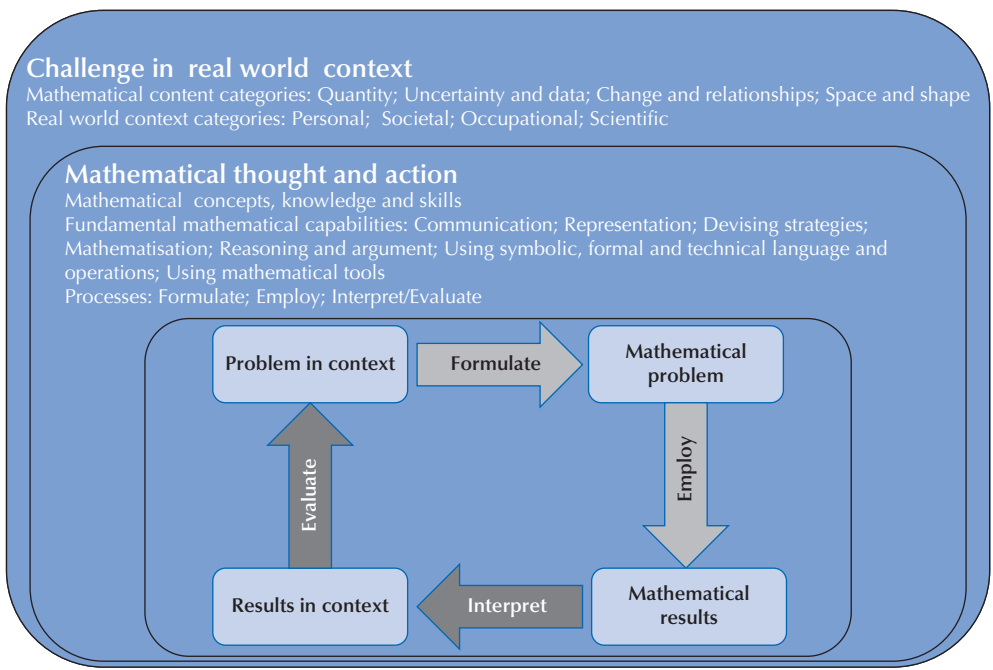 Challenge in real world context
Mathematical content categories: Quantity; Uncertainty and data; Change and relationships; Space and shape
Real world context categories: Personal; Societal; Occupational; Scientific
Mathematical thought and action
Mathematical concepts, knowledge and skills
Fundamental mathematical capabilities: Communication; Representation; Devising strategies;
Mathematisation; Reasoning and argument; Using symbolic, formal and technical language and
operations; Using mathematical tools
Processes: Formulate; Employ; Interpret/Evaluate
Problem in context
Formulate
Mathematical
problem
Employ
Mathematical
results
Interpret
Results in context
Evaluate